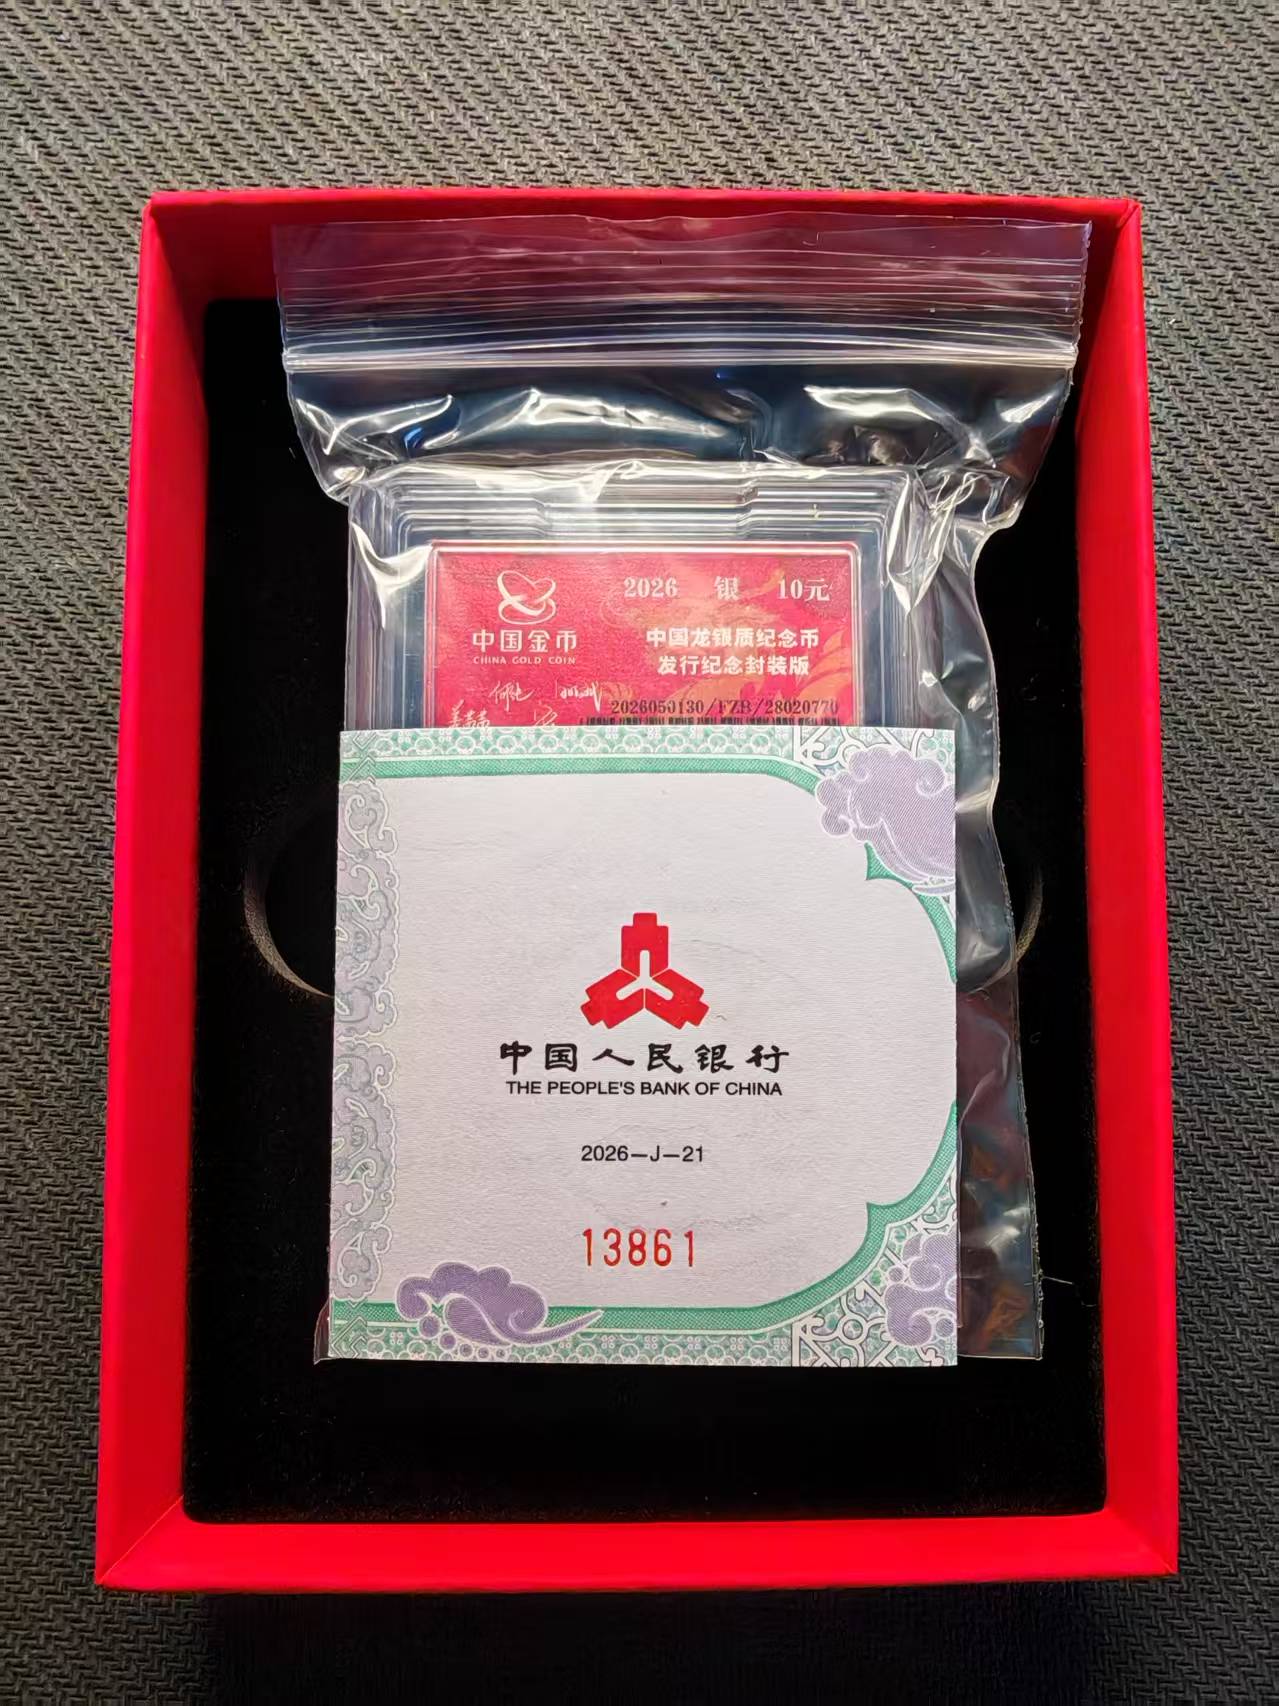 2026 银 10元
中国金币
CHINA GOLD COIN
中国龙银质纪念币
发行纪念封装版
2026050130/FZB/28020770
中国人民银行
THE PEOPLE'S BANK OF CHINA
2026-J-21
13861